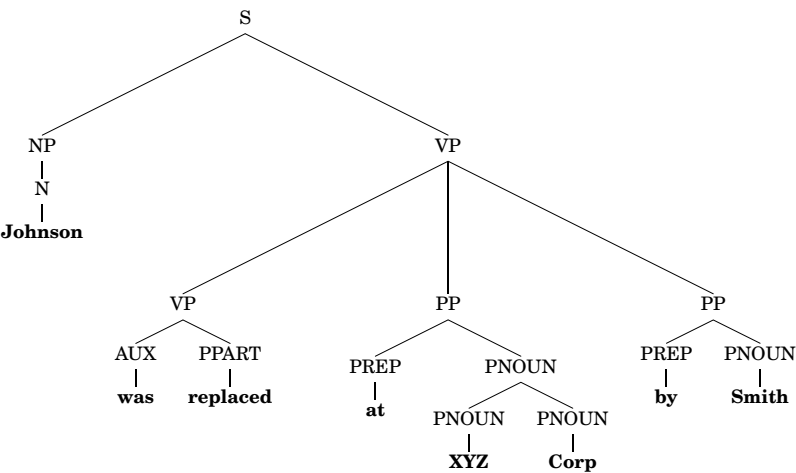 S
NP VP
N
Johnson
VP PP PP
AUX PPART PREP PNOUN PREP PNOUN
was replaced at by Smith
PNOUN PNOUN
XYZ Corp